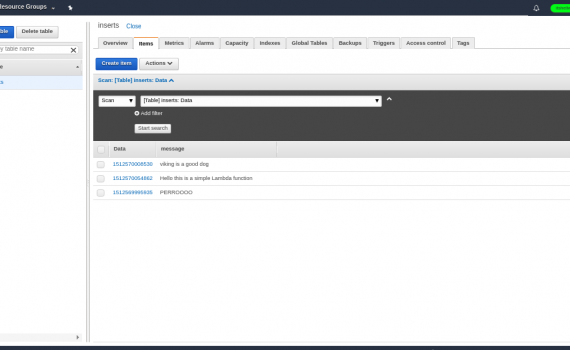 Resource Groups
Delete table
by table name
inserts Close
Overview Items Metrics Alarms Capacity Indexes Global Tables Backups Triggers Access control Tags
Create item Actions
Scan: [Table] inserts: Data
Scan [Table] inserts: Data
Add filter
Start search
Data message
viking is a good dog
1512570054862 Hello this is a simple Lambda function
1512569995935 PERROOOO